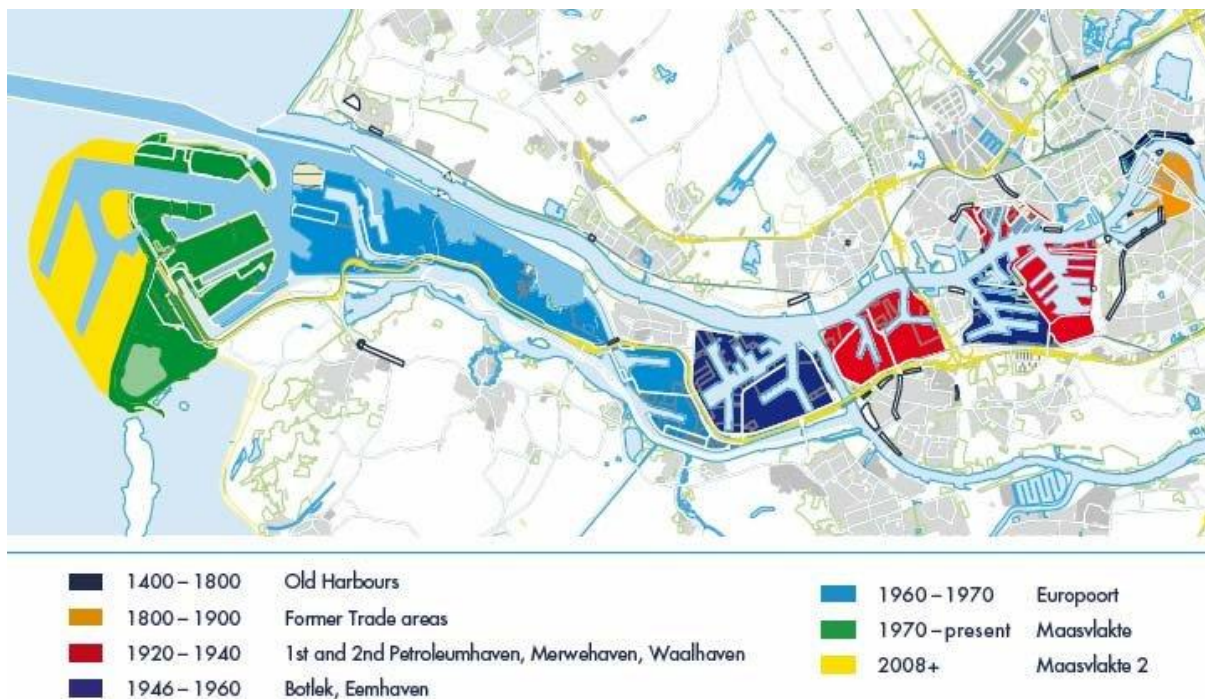 1400 – 1800 Old Harbours
1800 – 1900 Former Trade areas
1920 – 1940 1st and 2nd Petroleumhaven, Merwehaven, Waalhaven
1946 – 1960 Botlek, Eemhaven
1960 – 1970 Europoort
1970 – present Maasvlakte
2008+ Maasvlakte 2